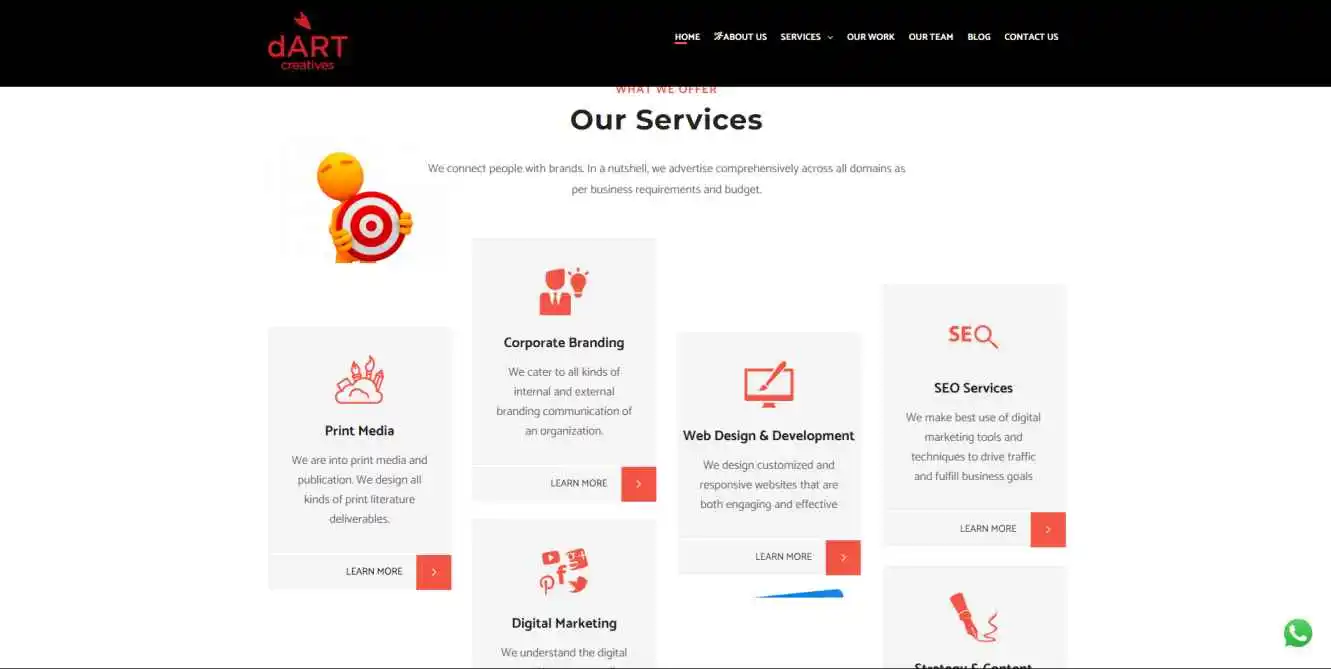 dART
creatives
HOME
ABOUT US
SERVICES
OUR WORK
OUR TEAM
BLOG
CONTACT US
WHAT WE OFFER
Our Services
We connect people with brands. In a nutshell, we advertise comprehensively across all domains as
per business requirements and budget.
Print Media
We are into print media and
publication. We design all
kinds of print literature
deliverables.
LEARN MORE
Corporate Branding
We cater to all kinds of
internal and external
branding communication of
an organization.
LEARN MORE
Digital Marketing
We understand the digital
Web Design & Development
We design customized and
responsive websites that are
both engaging and effective
LEARN MORE
SEO
SEO Services
We make best use of digital
marketing tools and
techniques to drive traffic
and fulfill business goals
LEARN MORE
Strategy & Content